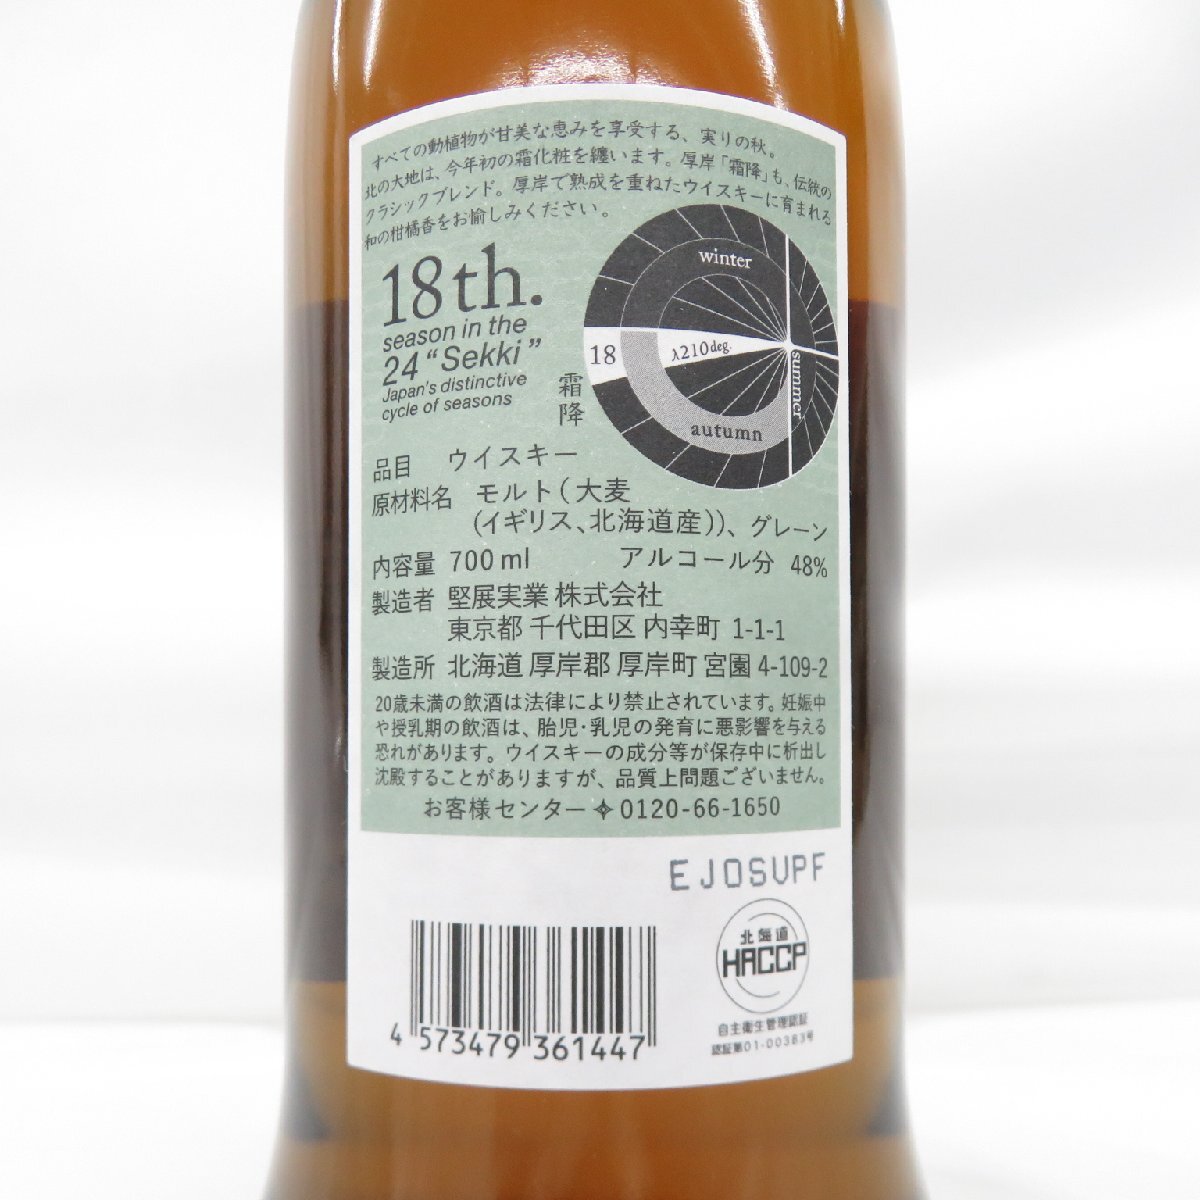 すべての動植物が甘美な恵みを享受する、実りの秋。
北の大地は、今年初の霜化粧を纏います。厚岸「霜降」も、伝統の
クラシックブレンド。厚岸で熟成を重ねたウイスキーに育まれる
和の柑橘香をお愉しみください。
18th.
season in the
24 “Sekki”
Japan's distinctive
cycle of seasons
霜降
winter
18
λ210deg.
summer
autumn
品目 ウイスキー
原材料名 モルト(大麦
(イギリス、北海道産))、グレーン
内容量 700ml アルコール分 48%
製造者 堅展実業 株式会社
東京都 千代田区 内幸町 1-1-1
製造所 北海道 厚岸郡 厚岸町 宮園 4-109-2
20歳未満の飲酒は法律により禁止されています。妊娠中
や授乳期の飲酒は、胎児・乳児の発育に悪影響を与える
恐れがあります。ウイスキーの成分等が保存中に析出し
沈殿することがありますが、品質上問題ございません。
お客様センター✧0120-66-1650
EJOSUPF
北海道
HACCP
自主衛生管理認証
認証第01-00383号
4 573479 361447